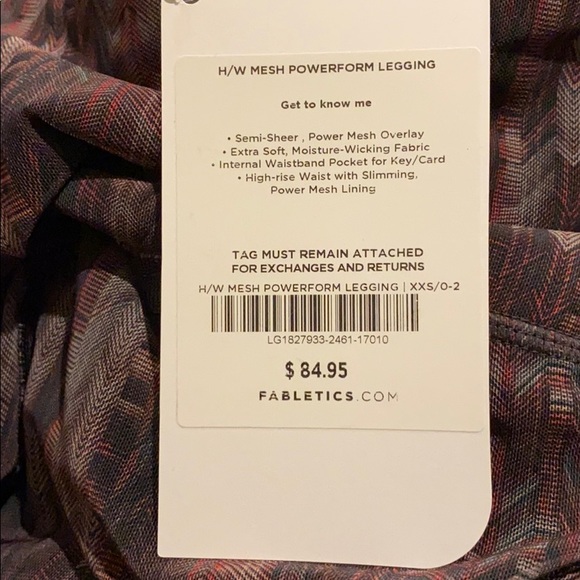 H/W MESH POWERFORM LEGGING
Get to know me
• Semi-Sheer , Power Mesh Overlay
• Extra Soft, Moisture-Wicking Fabric
• Internal Waistband Pocket for Key/Card
• High-rise Waist with Slimming,
Power Mesh Lining
TAG MUST REMAIN ATTACHED
FOR EXCHANGES AND RETURNS
H/W MESH POWERFORM LEGGING | XXS/0-2
LG1827933-2461-17010
$ 84.95
FABLETICS.COM